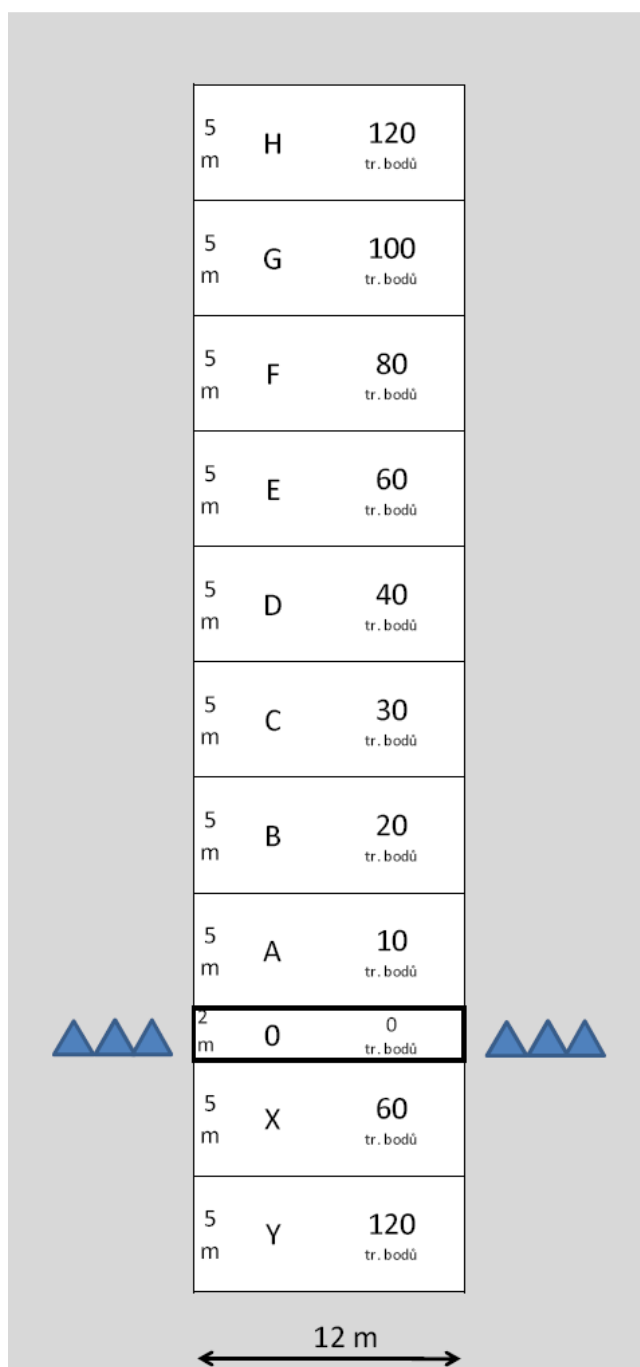 5 m H 120 tr. bodů
5 m G 100 tr. bodů
5 m F 80 tr. bodů
5 m E 60 tr. bodů
5 m D 40 tr. bodů
5 m C 30 tr. bodů
5 m B 20 tr. bodů
5 m A 10 tr. bodů
2 m 0 0 tr. bodů
5 m X 60 tr. bodů
5 m Y 120 tr. bodů
12 m